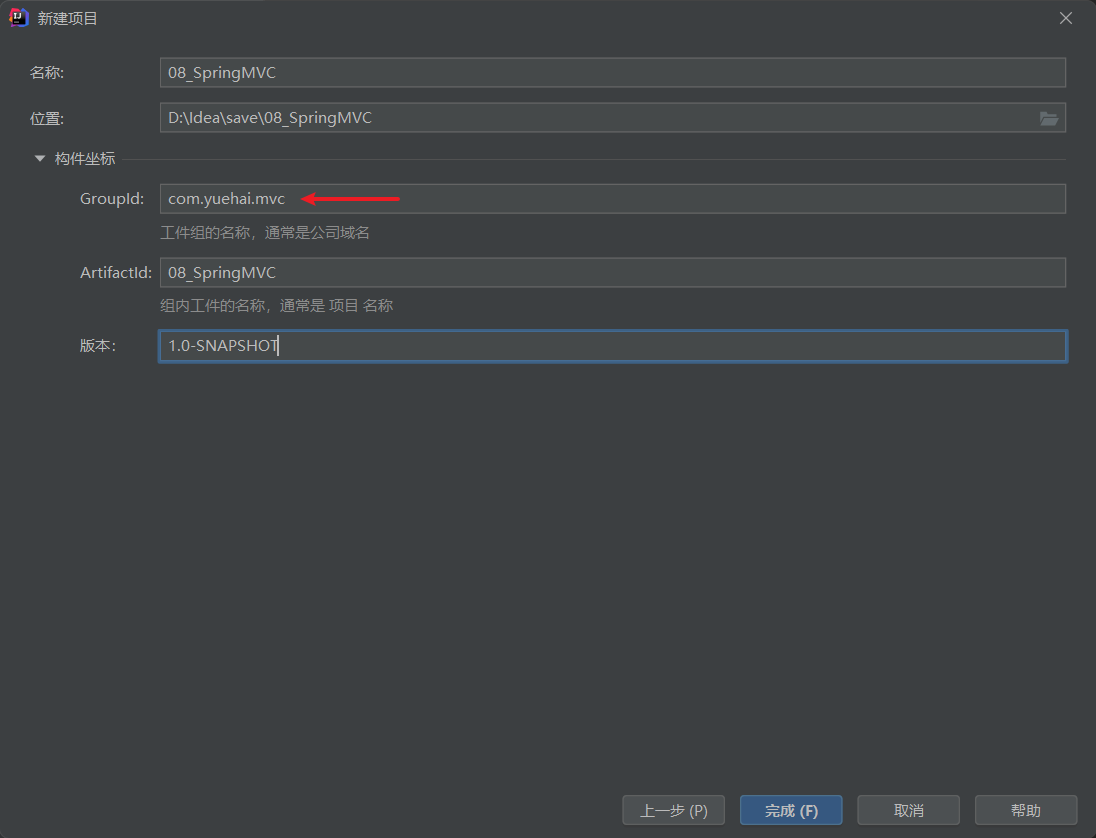 新建项目
名称: 08_SpringMVC
位置: D:\Idea\save\08_SpringMVC
构件坐标
GroupId: com.yuehai.mvc
工件组的名称，通常是公司域名
ArtifactId: 08_SpringMVC
组内工件的名称，通常是 项目 名称
版本: 1.0-SNAPSHOT
上一步 (P) 完成 (F) 取消 帮助